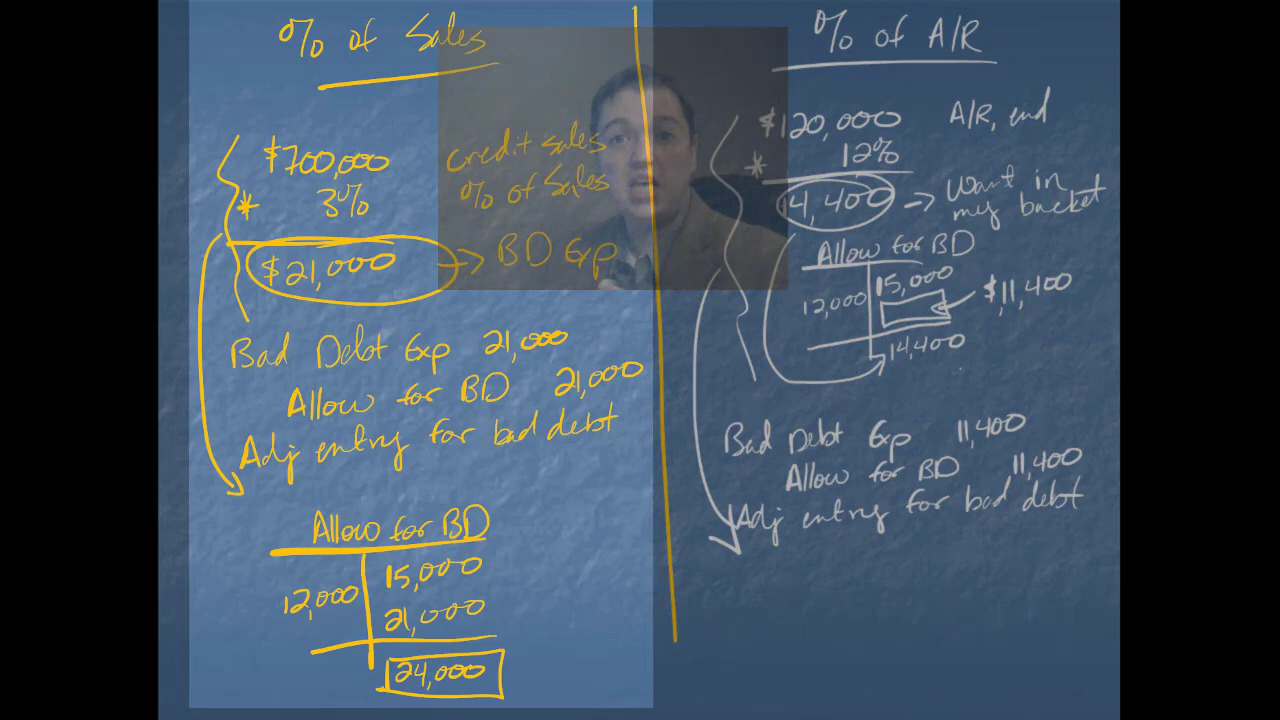 % of Sales
$700,000 credit sales
* 3% % of Sales
$21,000 → BD Exp
Bad Debt Exp 21,000
Allow for BD 21,000
Adj entry for bad debt
Allow for BD
12,000 15,000
21,000
24,000
% of A/R
$120,000 A/R, end
* 12%
14,400 → Want in
my bucket
Allow for BD
12,000 15,000 $11,400
14,400
Bad Debt Exp 11,400
Allow for BD 11,400
Adj entry for bad debt